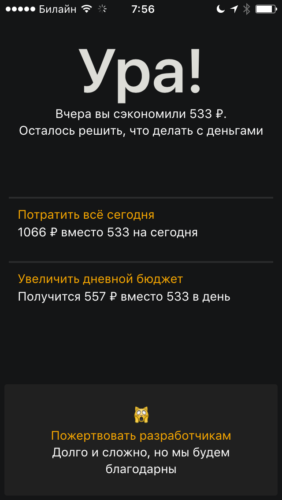 Билайн 7:56
Ура!
Вчера вы сэкономили 533 ₽.
Осталось решить, что делать с деньгами
Потратить всё сегодня
1066 ₽ вместо 533 на сегодня
Увеличить дневной бюджет
Получится 557 ₽ вместо 533 в день
Пожертвовать разработчикам
Долго и сложно, но мы будем
благодарны